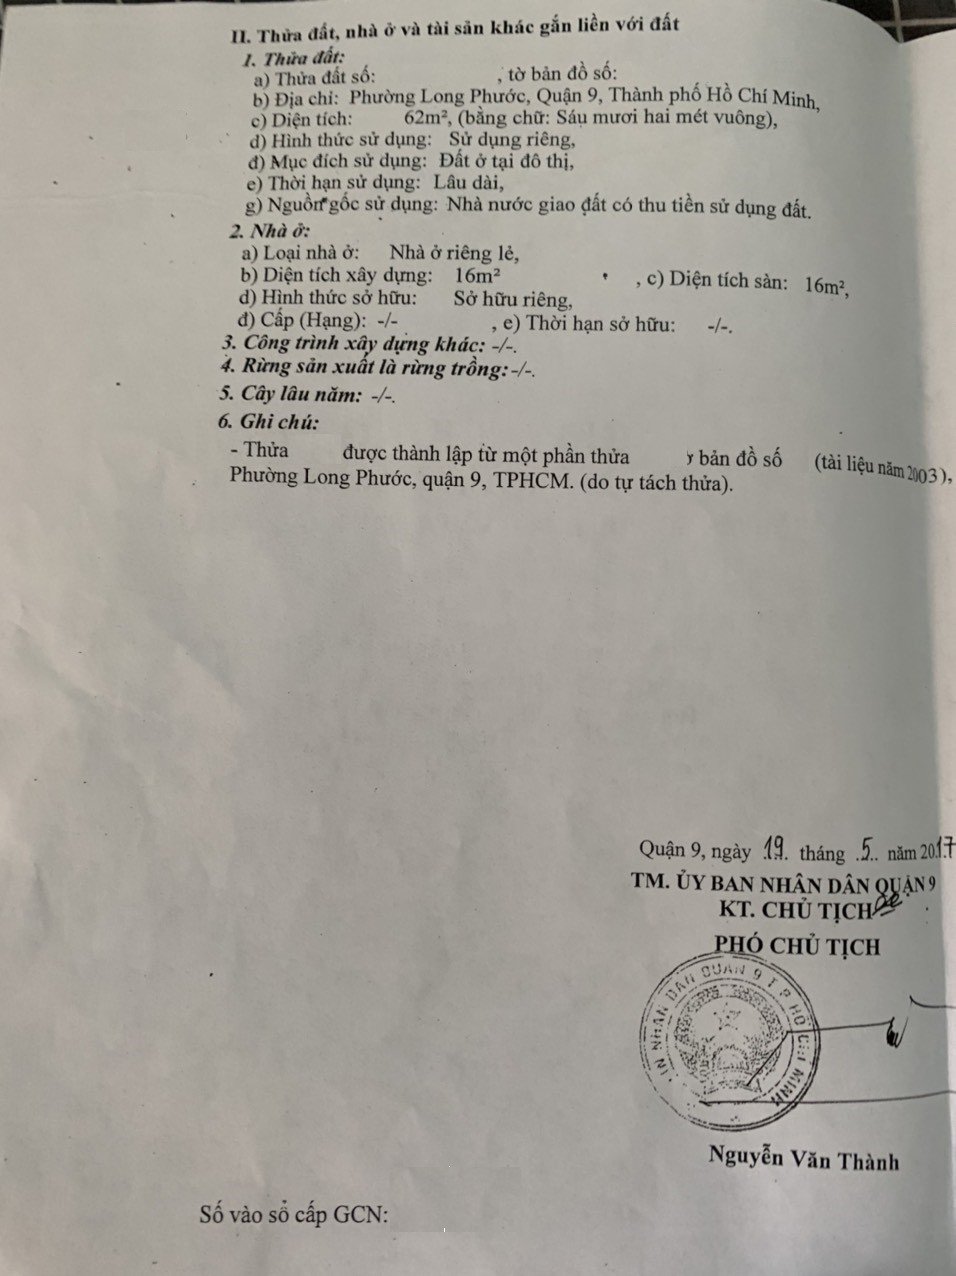 II. Thửa đất, nhà ở và tài sản khác gắn liền với đất
1. Thửa đất:
a) Thửa đất số: , tờ bản đồ số:
b) Địa chỉ: Phường Long Phước, Quận 9, Thành phố Hồ Chí Minh,
c) Diện tích: 62m², (bằng chữ: Sáu mươi hai mét vuông),
d) Hình thức sử dụng: Sử dụng riêng,
đ) Mục đích sử dụng: Đất ở tại đô thị,
e) Thời hạn sử dụng: Lâu dài,
g) Nguồn gốc sử dụng: Nhà nước giao đất có thu tiền sử dụng đất.
2. Nhà ở:
a) Loại nhà ở: Nhà ở riêng lẻ,
b) Diện tích xây dựng: 16m² , c) Diện tích sàn: 16m²,
d) Hình thức sở hữu: Sở hữu riêng,
đ) Cấp (Hạng): -/- , e) Thời hạn sở hữu: -/-.
3. Công trình xây dựng khác: -/-.
4. Rừng sản xuất là rừng trồng: -/-.
5. Cây lâu năm: -/-.
6. Ghi chú:
- Thửa được thành lập từ một phần thửa bản đồ số (tài liệu năm 2003),
Phường Long Phước, quận 9, TPHCM. (do tự tách thửa).
Quận 9, ngày .19. tháng .5.. năm 201.7
TM. ỦY BAN NHÂN DÂN QUẬN 9
KT. CHỦ TỊCH
PHÓ CHỦ TỊCH
NHÂN DÂN QUẬN 9 T.P HỒ CHÍ MINH
Nguyễn Văn Thành
Số vào sổ cấp GCN: